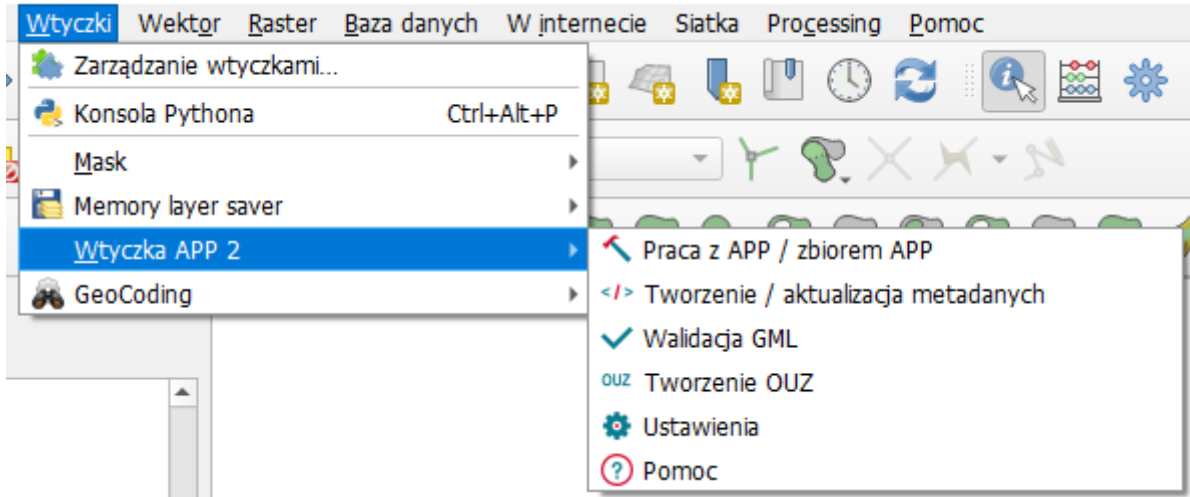 Wtyczki Wektor Raster Baza danych W internecie Siatka Processing Pomoc
Zarządzanie wtyczkami...
Konsola Pythona Ctrl+Alt+P
Mask
Memory layer saver
Wtyczka APP 2
GeoCoding
Praca z APP / zbiorem APP
</> Tworzenie / aktualizacja metadanych
Walidacja GML
OUZ Tworzenie OUZ
Ustawienia
? Pomoc